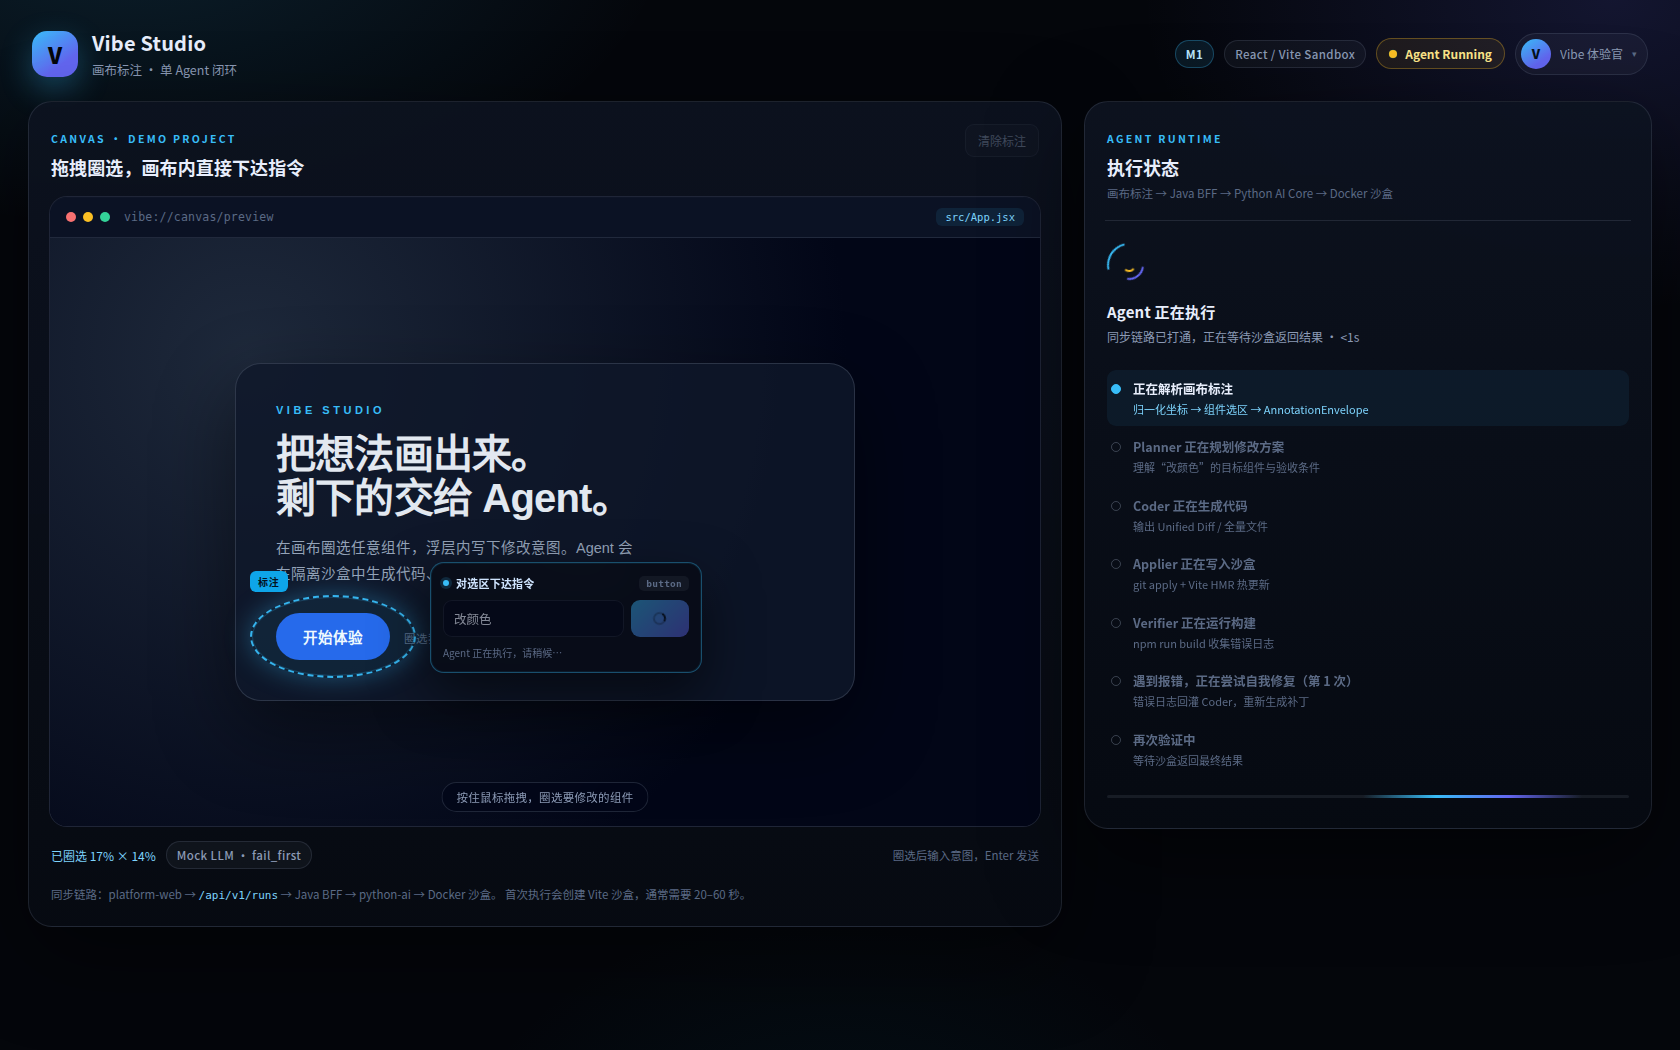 V
Vibe Studio
画布标注 · 单 Agent 闭环
M1
React / Vite Sandbox
Agent Running
V
Vibe 体验官
CANVAS · DEMO PROJECT
拖拽圈选，画布内直接下达指令
清除标注
vibe://canvas/preview
src/App.jsx
VIBE STUDIO
把想法画出来。
剩下的交给 Agent。
在画布圈选任意组件，浮层内写下修改意图。Agent 会
在隔离沙盒中生成代码、
标注
开始体验
圈选
对选区下达指令
button
改颜色
Agent 正在执行，请稍候…
按住鼠标拖拽，圈选要修改的组件
已圈选 17% × 14%
Mock LLM · fail_first
圈选后输入意图，Enter 发送
同步链路：platform-web → /api/v1/runs → Java BFF → python-ai → Docker 沙盒。 首次执行会创建 Vite 沙盒，通常需要 20–60 秒。
AGENT RUNTIME
执行状态
画布标注 → Java BFF → Python AI Core → Docker 沙盒
Agent 正在执行
同步链路已打通，正在等待沙盒返回结果 · <1s
正在解析画布标注
归一化坐标 → 组件选区 → AnnotationEnvelope
Planner 正在规划修改方案
理解“改颜色”的目标组件与验收条件
Coder 正在生成代码
输出 Unified Diff / 全量文件
Applier 正在写入沙盒
git apply + Vite HMR 热更新
Verifier 正在运行构建
npm run build 收集错误日志
遇到报错，正在尝试自我修复（第 1 次）
错误日志回灌 Coder，重新生成补丁
再次验证中
等待沙盒返回最终结果